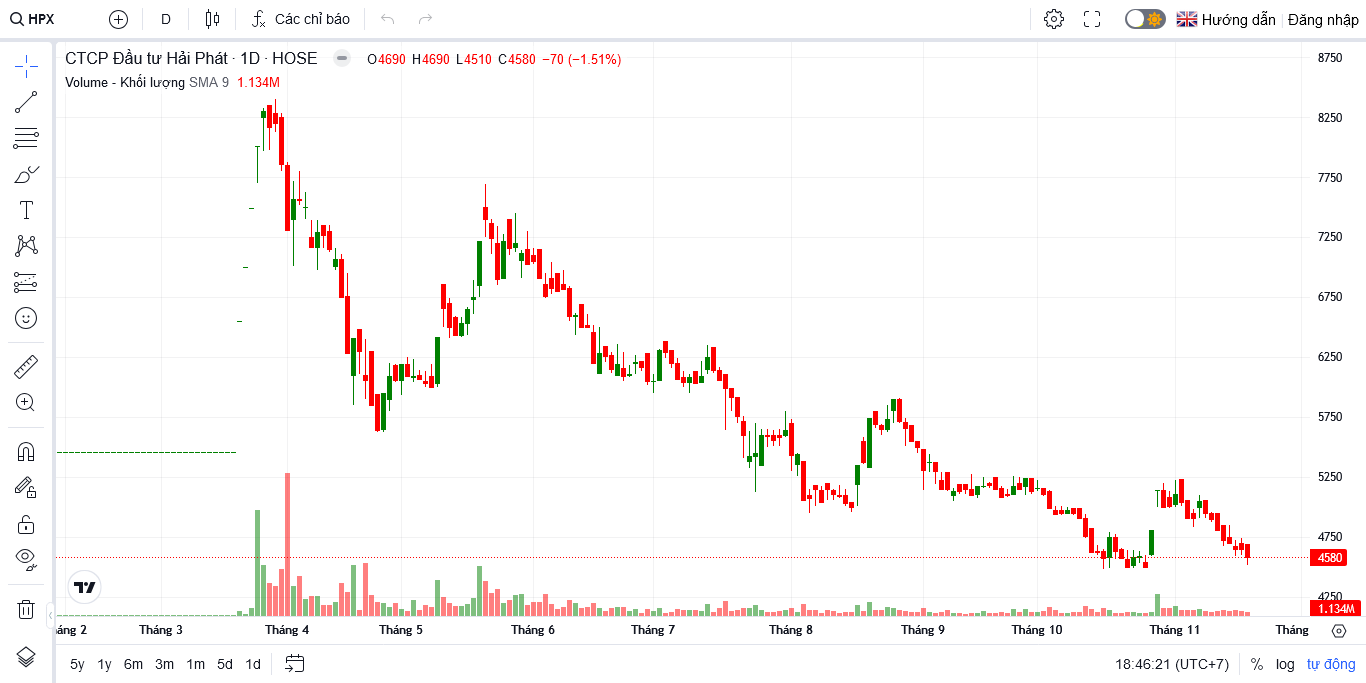 HPX D Các chỉ báo Hướng dẫn Đăng nhập
CTCP Đầu tư Hải Phát · 1D · HOSE O4690 H4690 L4510 C4580 −70 (−1.51%)
Volume - Khối lượng SMA 9 1.134M
8750
8250
7750
7250
6750
6250
5750
5250
4750
4580
4250
1.134M
áng 2 Tháng 3 Tháng 4 Tháng 5 Tháng 6 Tháng 7 Tháng 8 Tháng 9 Tháng 10 Tháng 11 Tháng
5y 1y 6m 3m 1m 5d 1d 18:46:21 (UTC+7) % log tự động